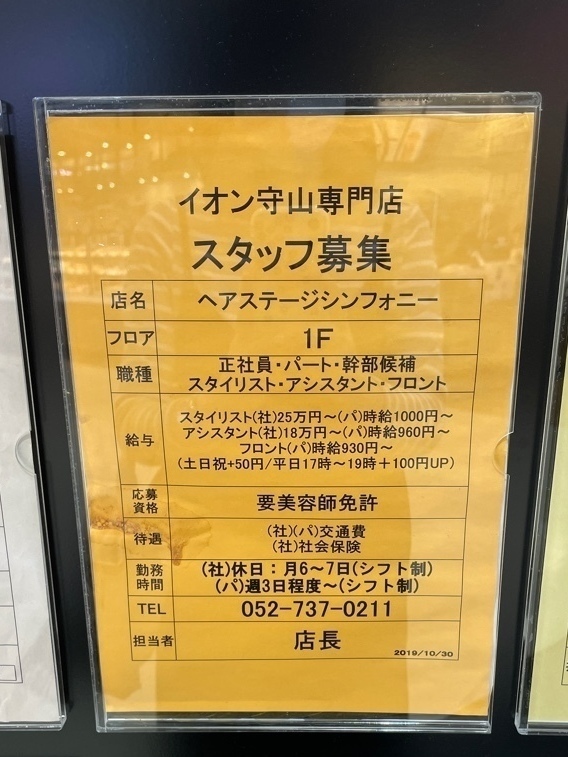 イオン守山専門店
スタッフ募集
店名 ヘアステージシンフォニー
フロア 1F
職種 正社員・パート・幹部候補
スタイリスト・アシスタント・フロント
給与 スタイリスト(社)25万円～(パ)時給1000円～
アシスタント(社)18万円～(パ)時給960円～
フロント(パ)時給930円～
(土日祝+50円/平日17時～19時+100円UP)
応募資格 要美容師免許
待遇 (社)(パ)交通費
(社)社会保険
勤務時間 (社)休日：月6～7日(シフト制)
(パ)週3日程度～(シフト制)
TEL 052-737-0211
担当者 店長
2019/10/30